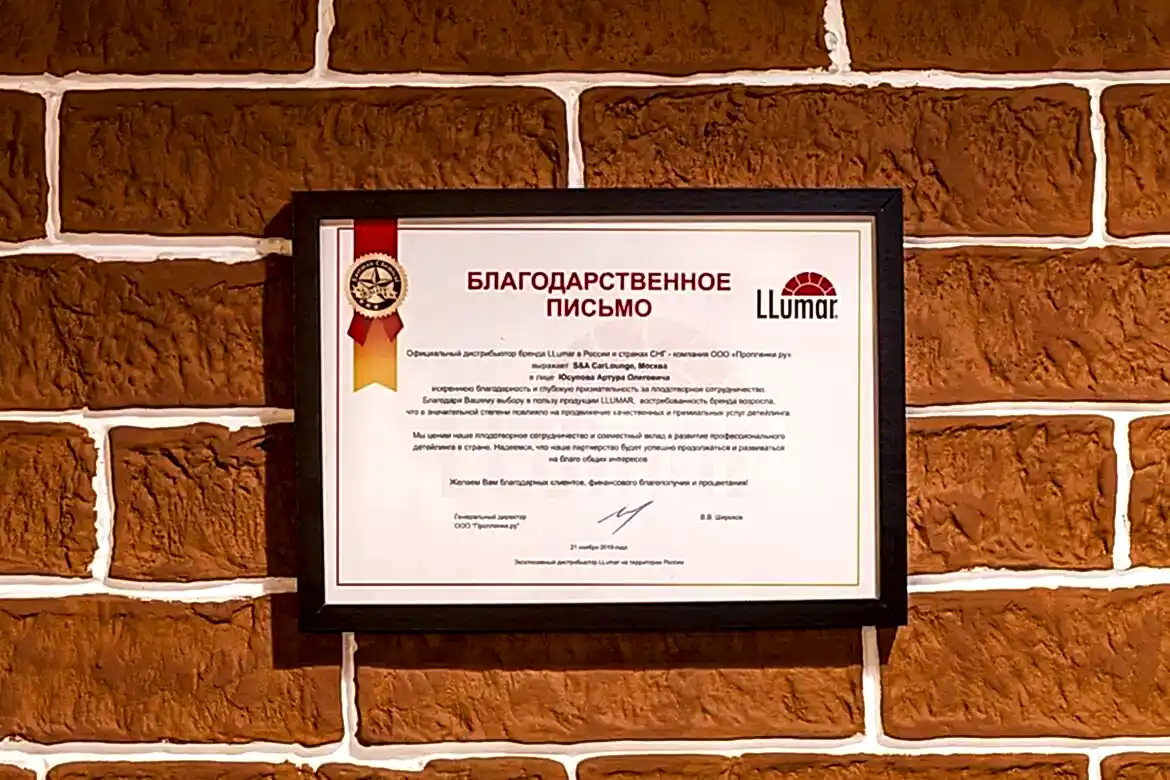 БЛАГОДАРСТВЕННОЕ
ПИСЬМО
LLumar
Официальный дистрибьютор бренда LLumar в России и странах СНГ - компания ООО «Пропленки.ру»
выражает S&A CarLounge, Москва
в лице Юсупова Артура Олеговича
искреннюю благодарность и глубокую признательность за плодотворное сотрудничество.
Благодаря Вашему выбору в пользу продукции LLUMAR, востребованность бренда возросла,
что в значительной степени повлияло на продвижение качественных и премиальных услуг детейлинга
Мы ценим наше плодотворное сотрудничество и совместный вклад в развитие профессионального
детейлинга в стране. Надеемся, что наше партнерство будет успешно продолжаться и развиваться
на благо общих интересов
Желаем Вам благодарных клиентов, финансового благополучия и процветания!
Генеральный директор
ООО "Пропленки.ру"
В.В. Широков
21 ноября 2019 года
Эксклюзивный дистрибьютор LLumar на территории России